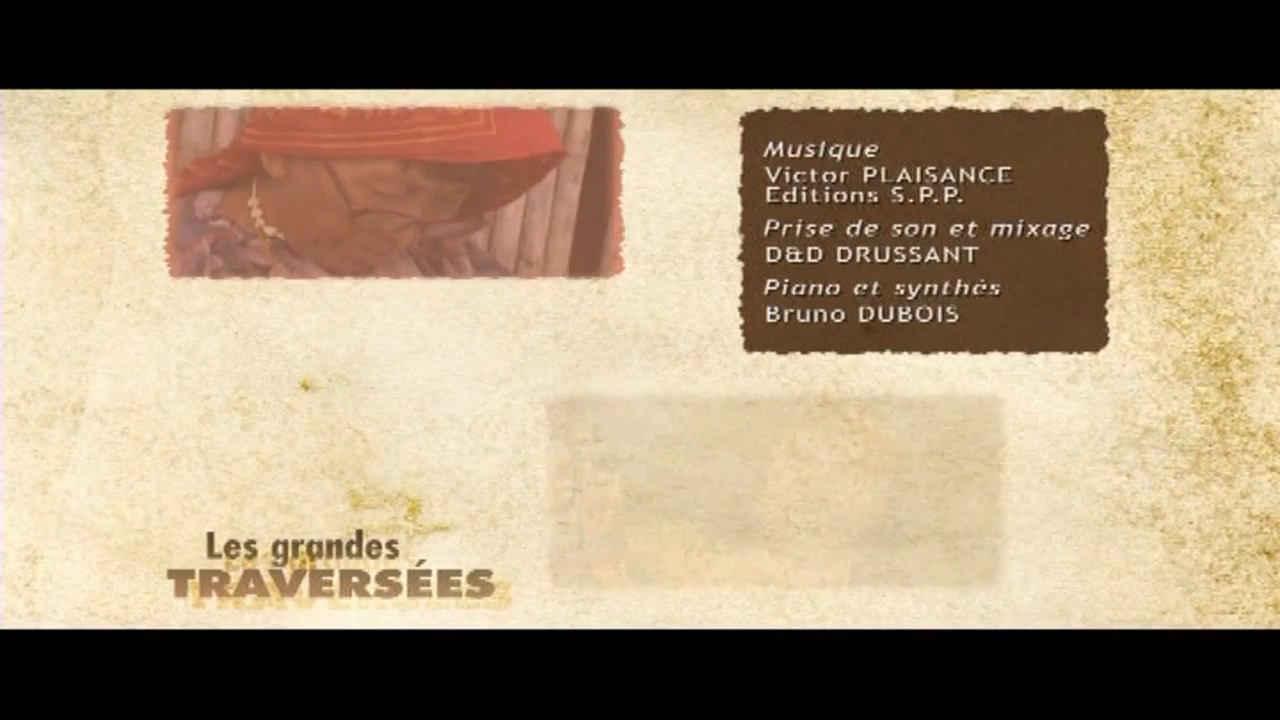 Musique
Victor PLAISANCE
Editions S.P.P.
Prise de son et mixage
D&D DRUSSANT
Piano et synthés
Bruno DUBOIS
Les grandes
TRAVERSÉES